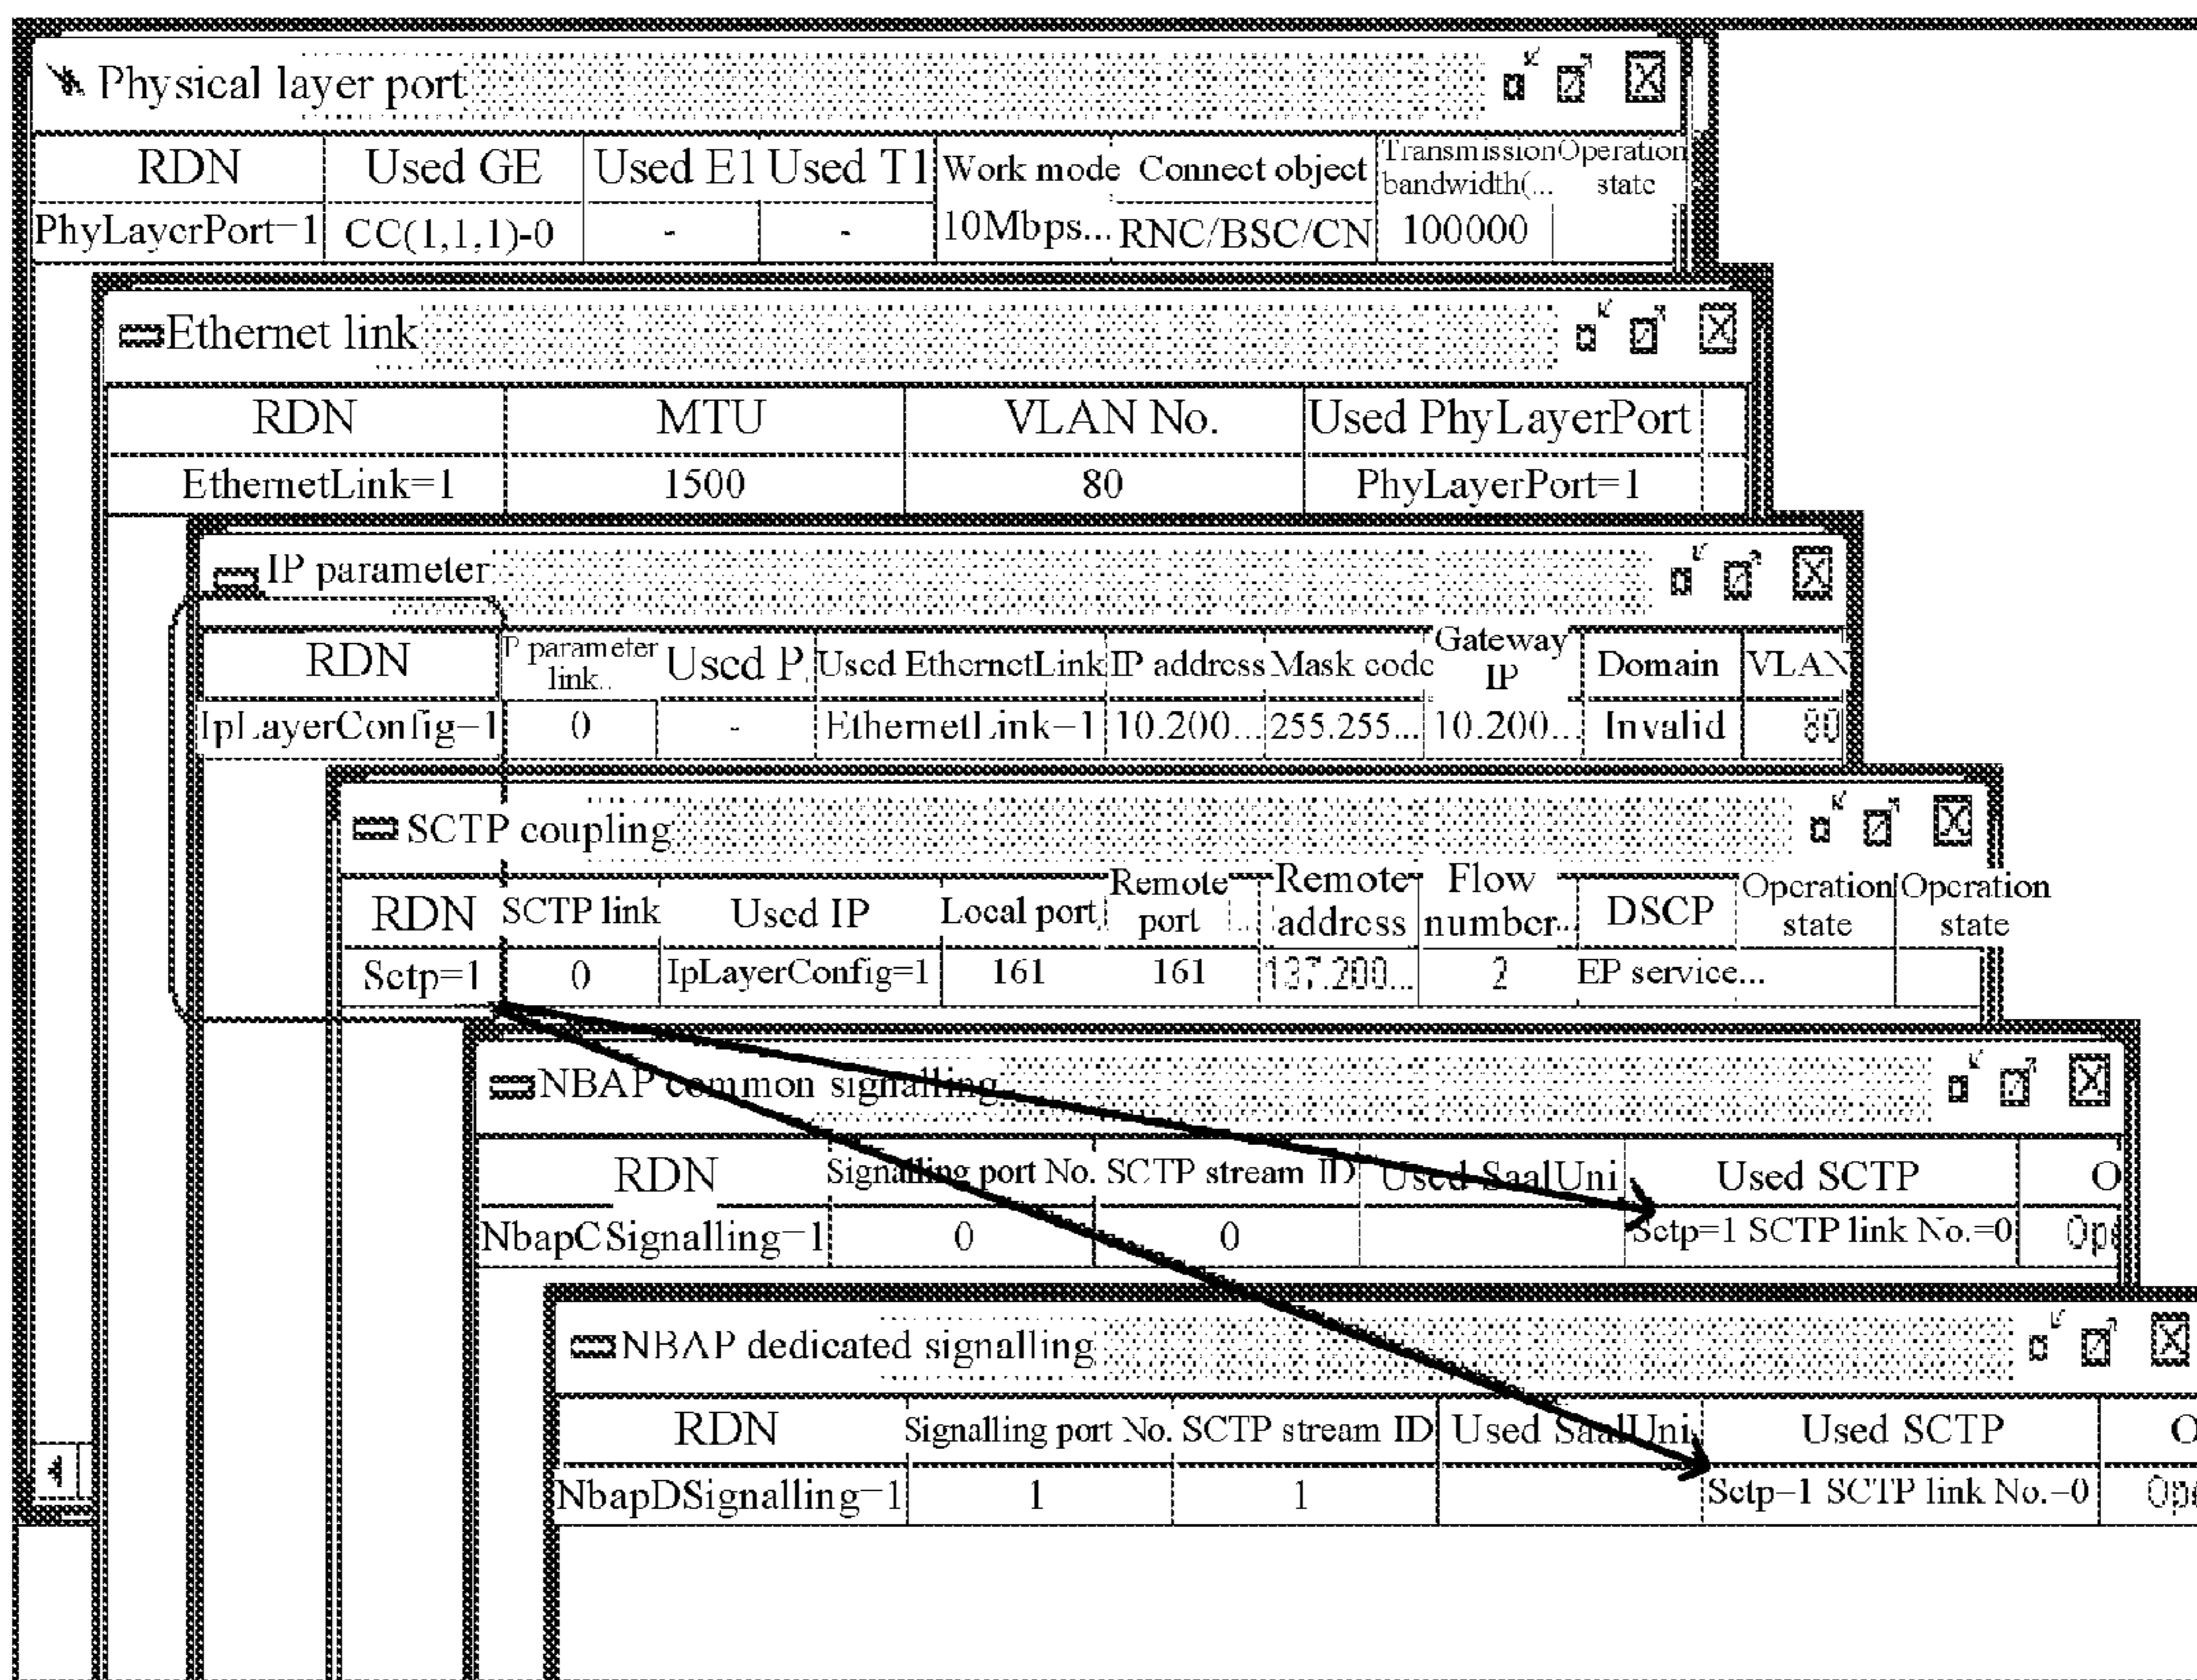 Physical layer port
RDN Used GE Used E1 Used T1 Work mode Connect object Transmission bandwidth(... Operation state
PhyLayerPort=1 CC(1,1,1)-0 - - 10Mbps... RNC/BSC/CN 100000
Ethernet link
RDN MTU VLAN No. Used PhyLayerPort
EthernetLink=1 1500 80 PhyLayerPort=1
IP parameter
RDN P parameter link.. Used P. Used EthernetLink IP address Mask code Gateway IP Domain VLAN
IpLayerConfig=1 0 - EthernetLink=1 10.200... 255.255... 10.200... Invalid 80
SCTP coupling
RDN SCTP link Used IP Local port Remote port ... Remote address Flow number... DSCP Operation state Operation state
Sctp=1 0 IpLayerConfig=1 161 161 137.200... 2 EP service...
NBAP common signalling
RDN Signalling port No. SCTP stream ID Used SaalUni Used SCTP O
NbapCSignalling=1 0 0 Sctp=1 SCTP link No.=0 Ope
NBAP dedicated signalling
RDN Signalling port No. SCTP stream ID Used SaalUni Used SCTP O
NbapDSignalling=1 1 1 Sctp=1 SCTP link No.=0 Ope